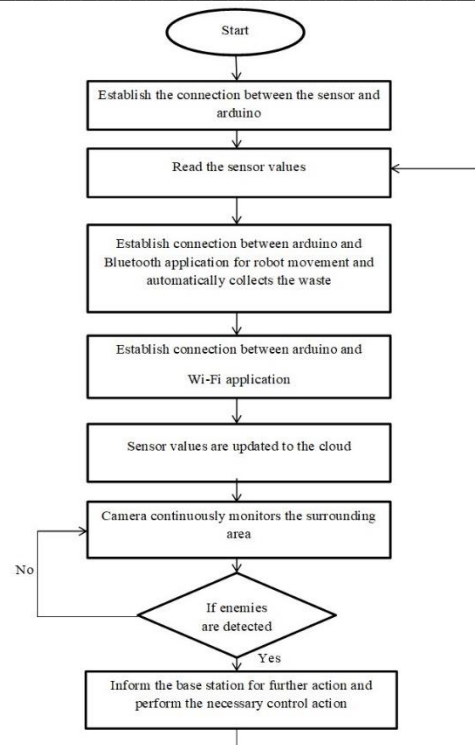 Start
Establish the connection between the sensor and
arduino
Read the sensor values
Establish connection between arduino and
Bluetooth application for robot movement and
automatically collects the waste
Establish connection between arduino and
Wi-Fi application
Sensor values are updated to the cloud
Camera continuously monitors the surrounding
area
No
If enemies
are detected
Yes
Inform the base station for further action and
perform the necessary control action